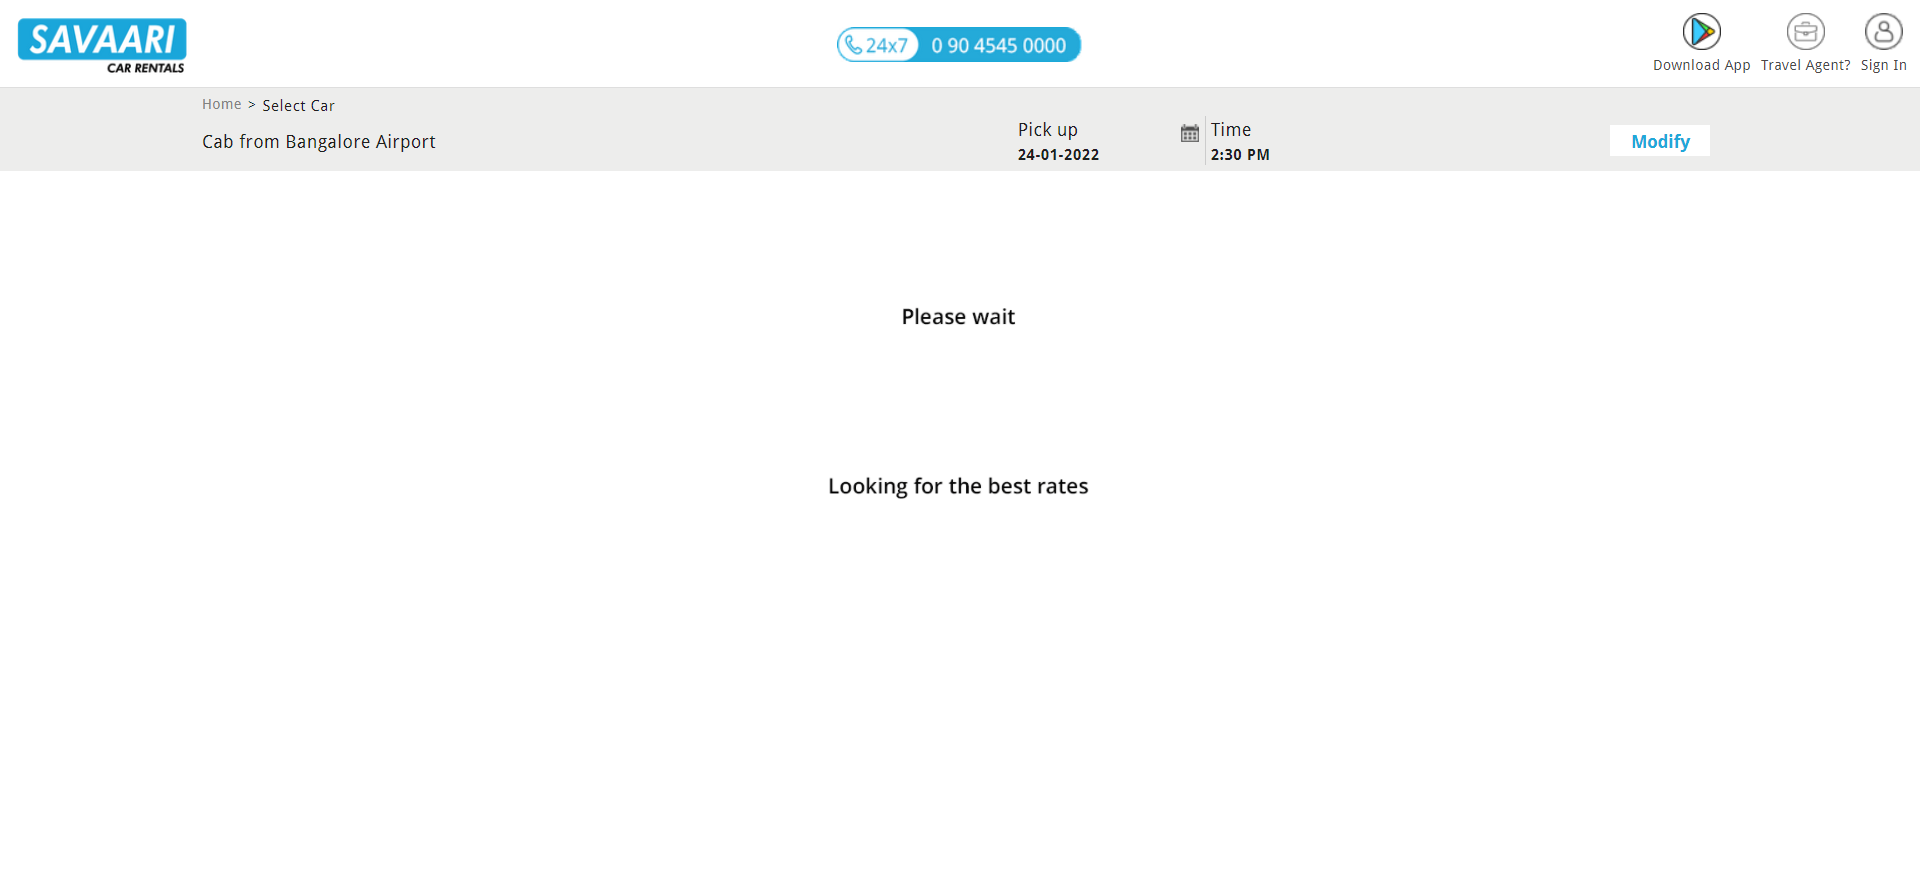 SAVAARI
CAR RENTALS
24x7 0 90 4545 0000
Download App
Travel Agent?
Sign In
Home > Select Car
Cab from Bangalore Airport
Pick up
24-01-2022
Time
2:30 PM
Modify
Please wait
Looking for the best rates